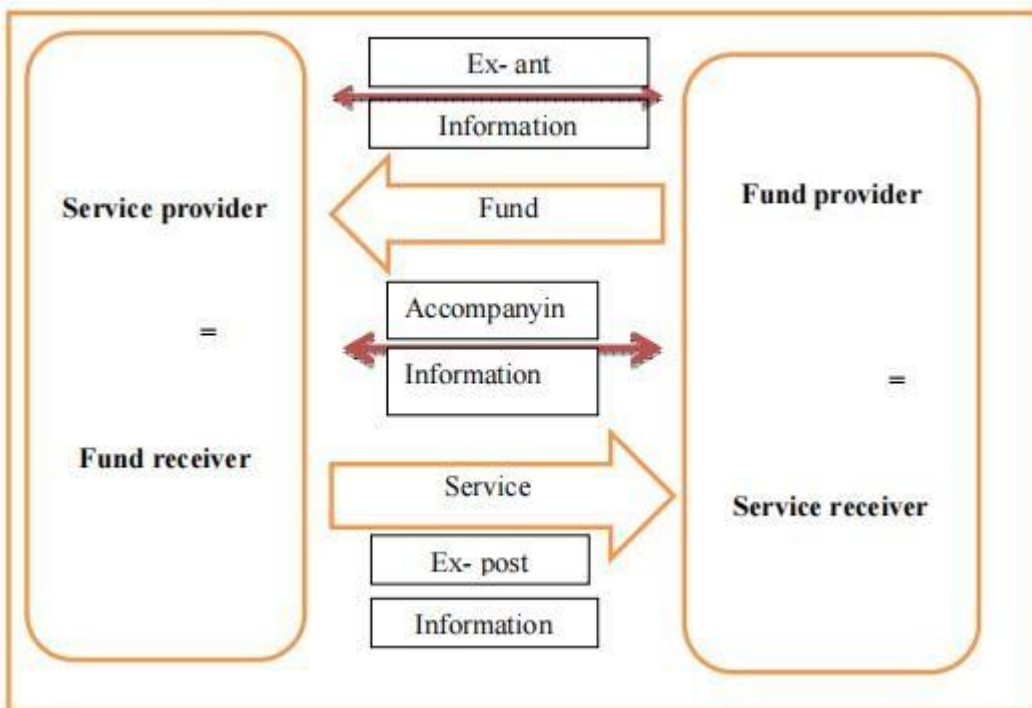 Ex- ant
Information
Service provider
Fund
Fund provider
Accompanyin
=
Information
=
Fund receiver
Service
Service receiver
Ex- post
Information